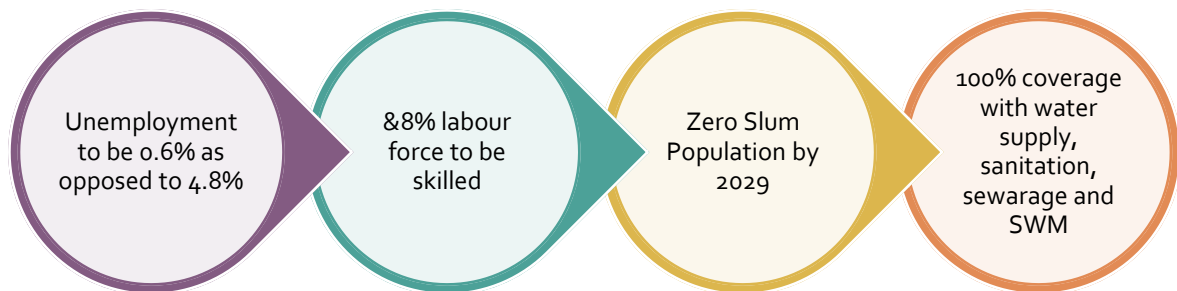 Unemployment
to be 0.6% as
opposed to 4.8%
&8% labour
force to be
skilled
Zero Slum
Population by
2029
100% coverage
with water
supply,
sanitation,
sewarage and
SWM